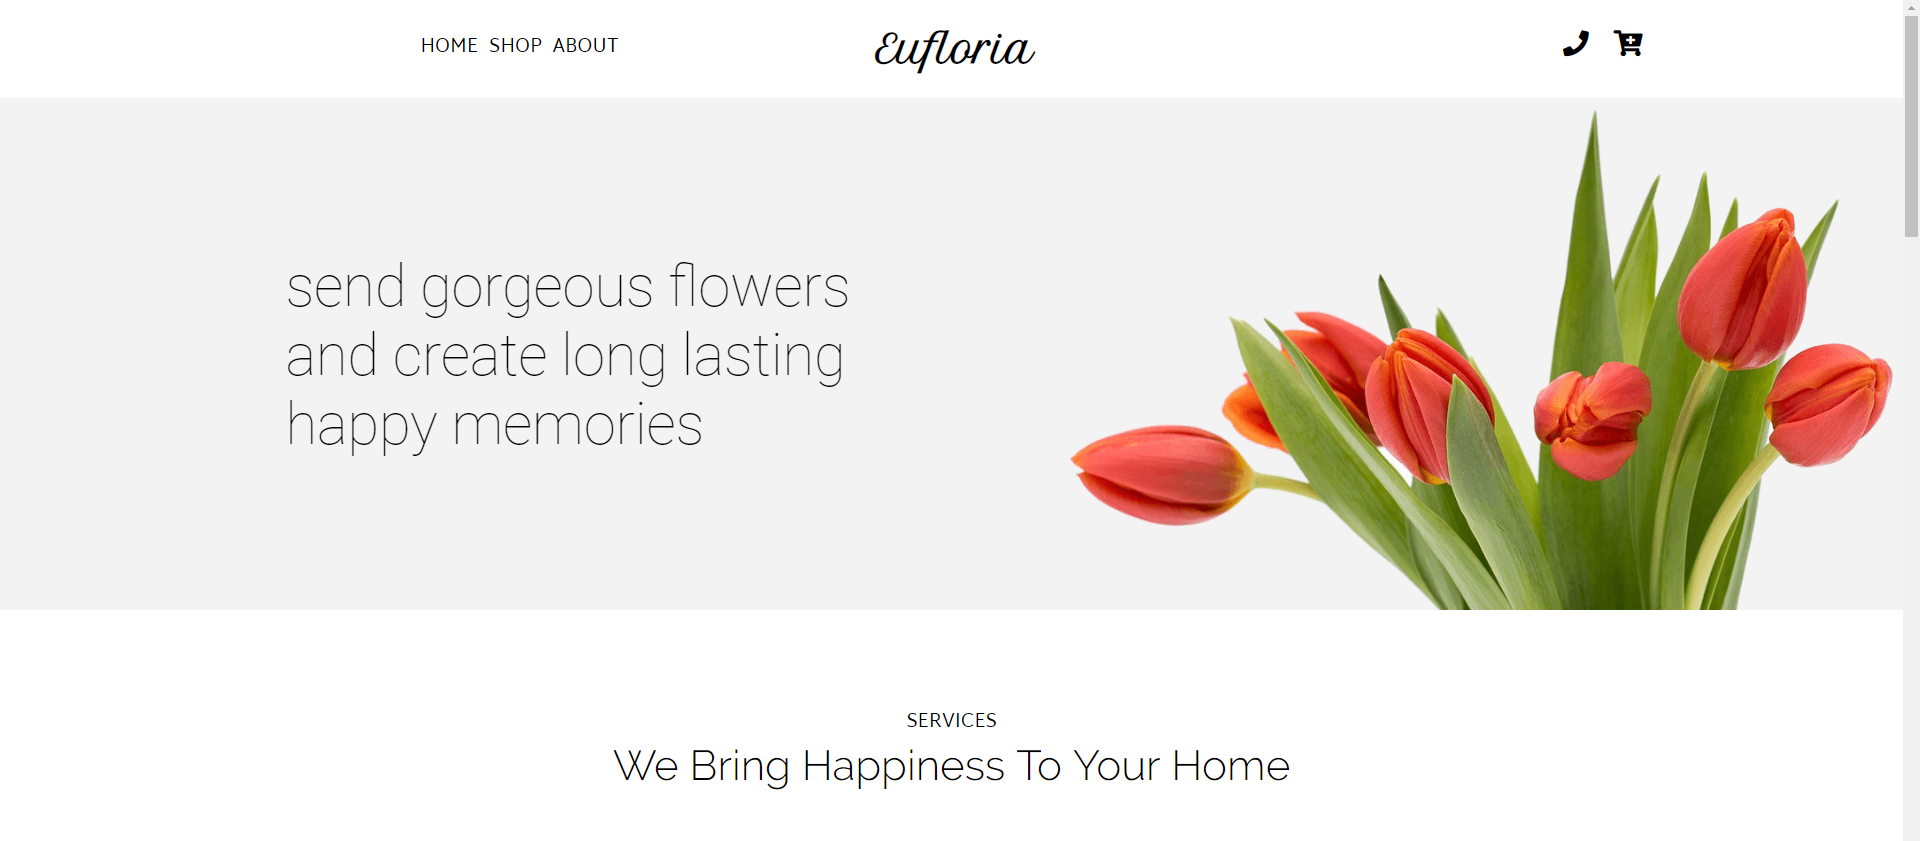 HOME SHOP ABOUT
Eufloria
send gorgeous flowers
and create long lasting
happy memories
SERVICES
We Bring Happiness To Your Home